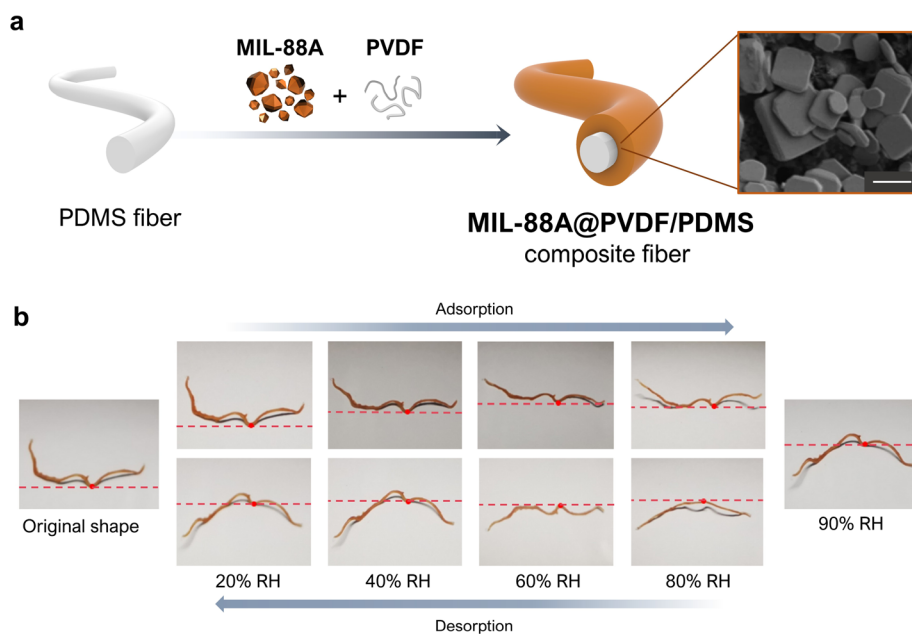 a
MIL-88A
PVDF
+
PDMS fiber
MIL-88A@PVDF/PDMS
composite fiber
b
Adsorption
Original shape
20% RH
40% RH
60% RH
80% RH
90% RH
Desorption